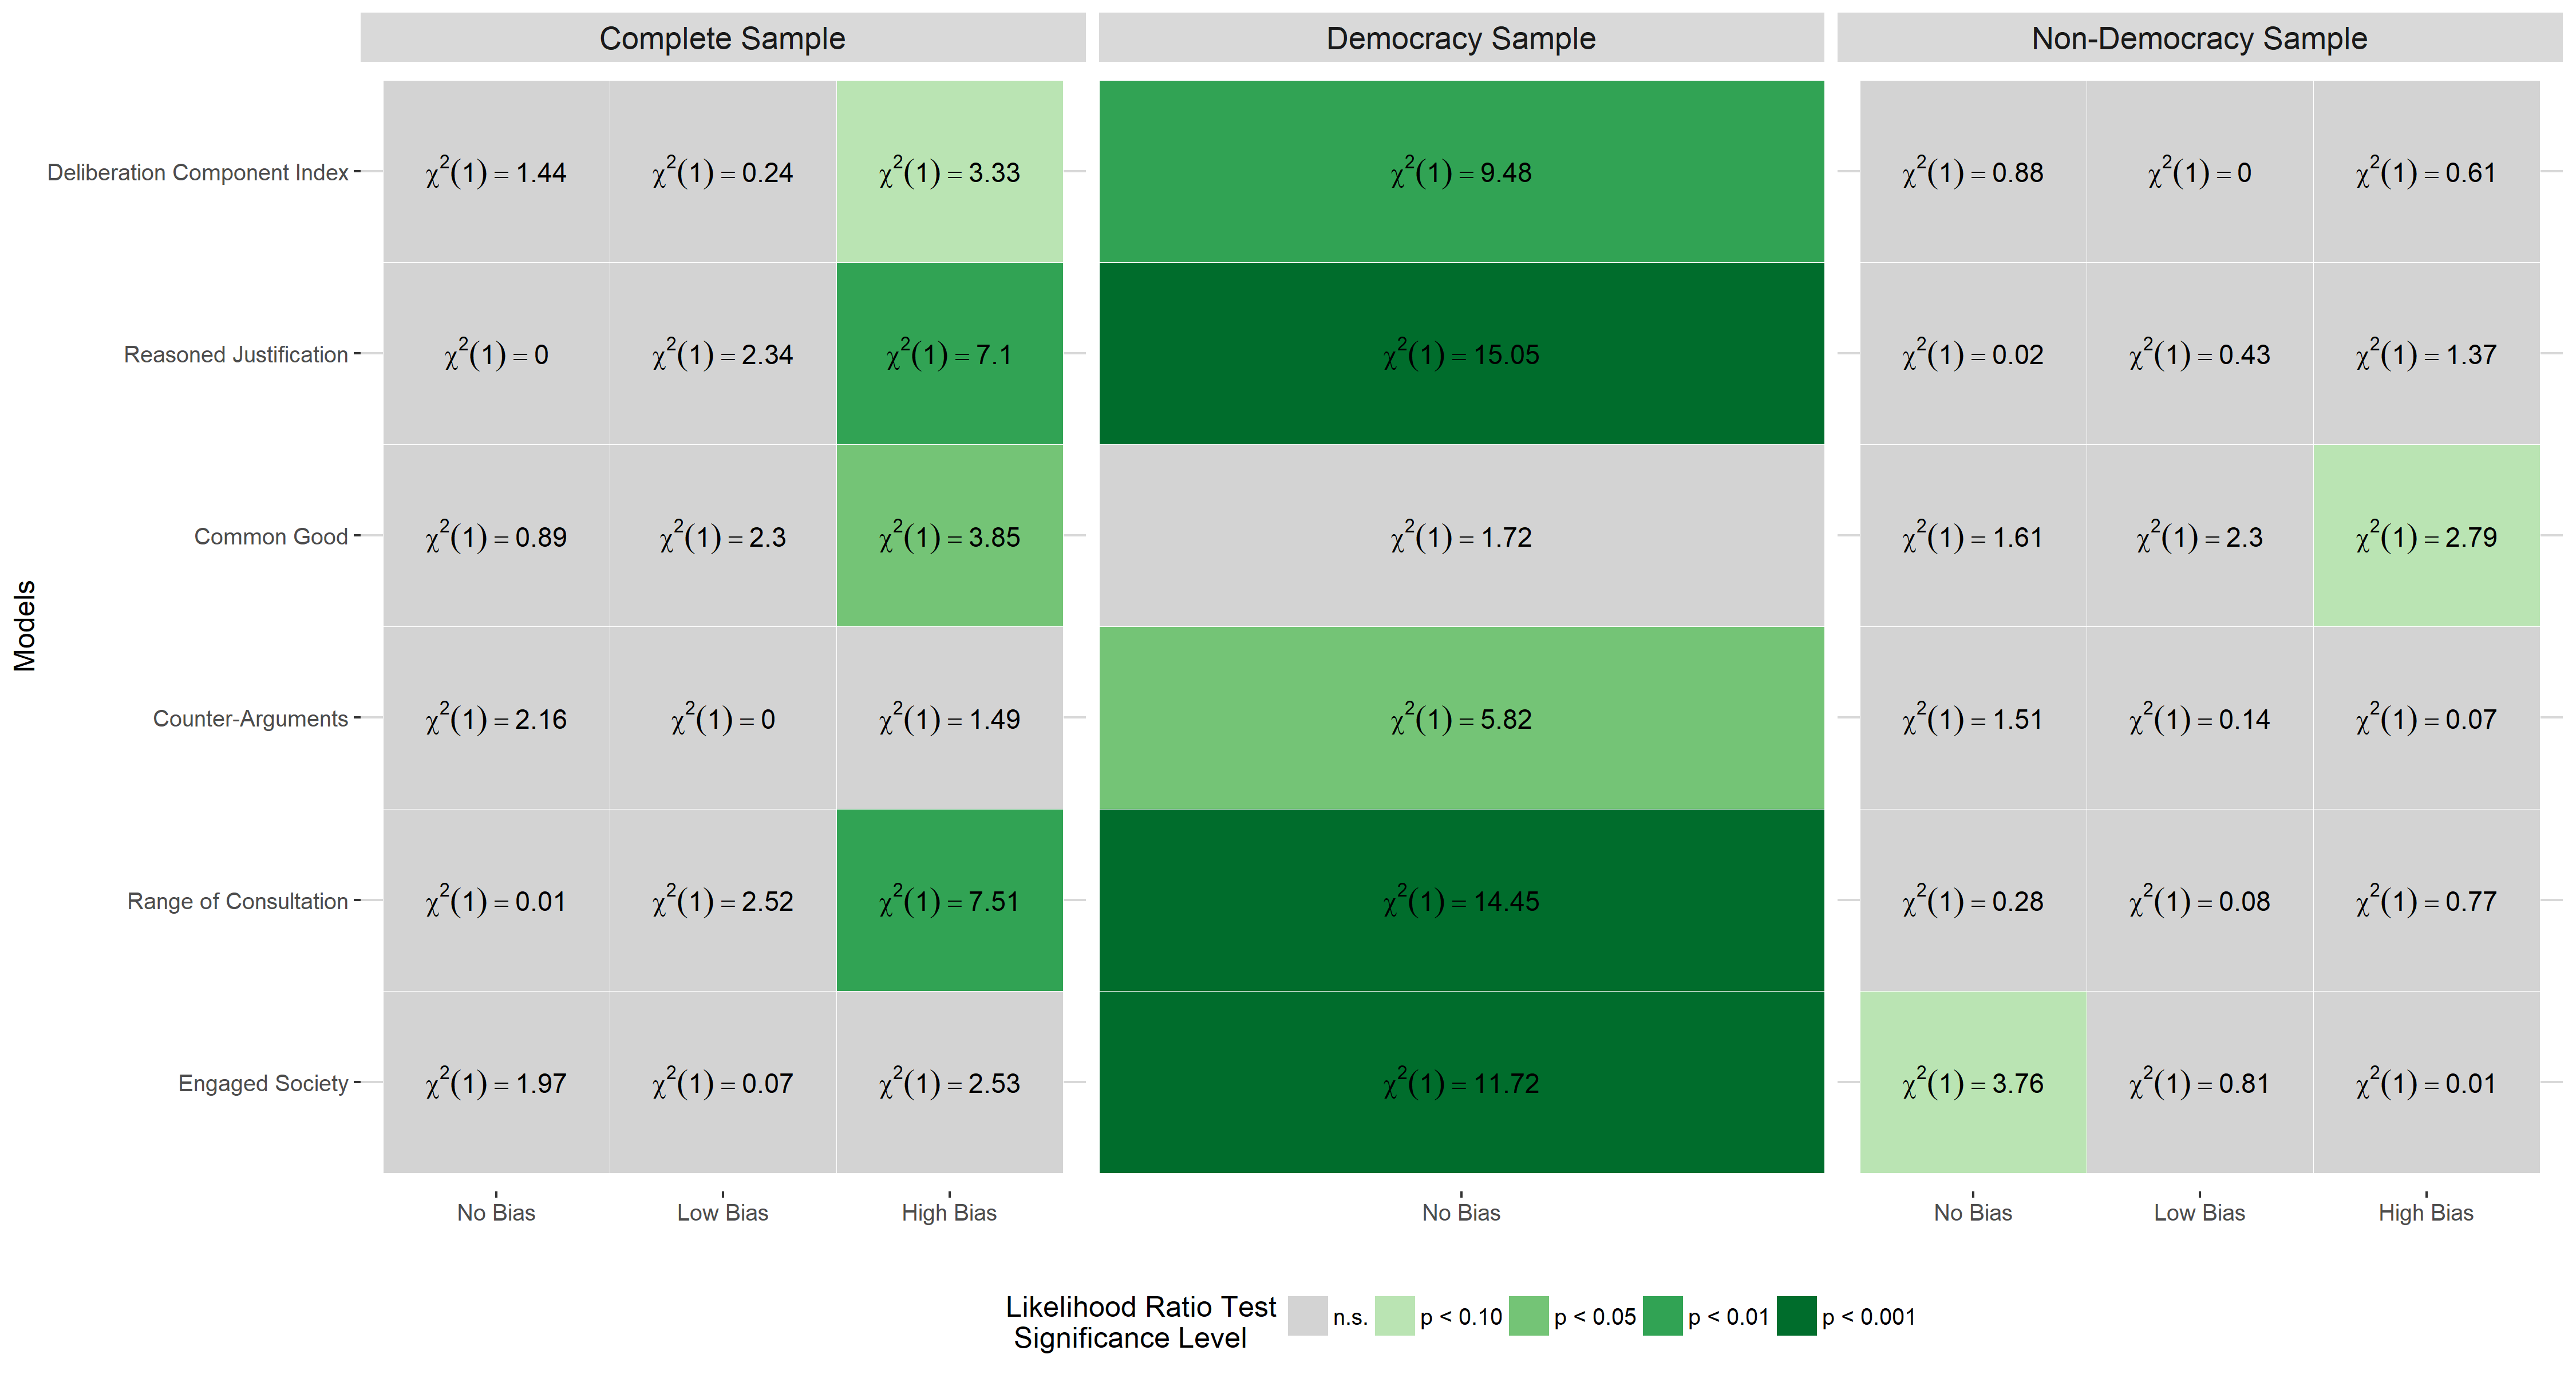 Complete Sample Democracy Sample Non-Democracy Sample
Deliberation Component Index χ²(1) = 1.44 χ²(1) = 0.24 χ²(1) = 3.33 χ²(1) = 9.48 χ²(1) = 0.88 χ²(1) = 0 χ²(1) = 0.61
Reasoned Justification χ²(1) = 0 χ²(1) = 2.34 χ²(1) = 7.1 χ²(1) = 15.05 χ²(1) = 0.02 χ²(1) = 0.43 χ²(1) = 1.37
Common Good χ²(1) = 0.89 χ²(1) = 2.3 χ²(1) = 3.85 χ²(1) = 1.72 χ²(1) = 1.61 χ²(1) = 2.3 χ²(1) = 2.79
Models
Counter-Arguments χ²(1) = 2.16 χ²(1) = 0 χ²(1) = 1.49 χ²(1) = 5.82 χ²(1) = 1.51 χ²(1) = 0.14 χ²(1) = 0.07
Range of Consultation χ²(1) = 0.01 χ²(1) = 2.52 χ²(1) = 7.51 χ²(1) = 14.45 χ²(1) = 0.28 χ²(1) = 0.08 χ²(1) = 0.77
Engaged Society χ²(1) = 1.97 χ²(1) = 0.07 χ²(1) = 2.53 χ²(1) = 11.72 χ²(1) = 3.76 χ²(1) = 0.81 χ²(1) = 0.01
No Bias Low Bias High Bias No Bias No Bias Low Bias High Bias
Likelihood Ratio Test
Significance Level
n.s. p < 0.10 p < 0.05 p < 0.01 p < 0.001